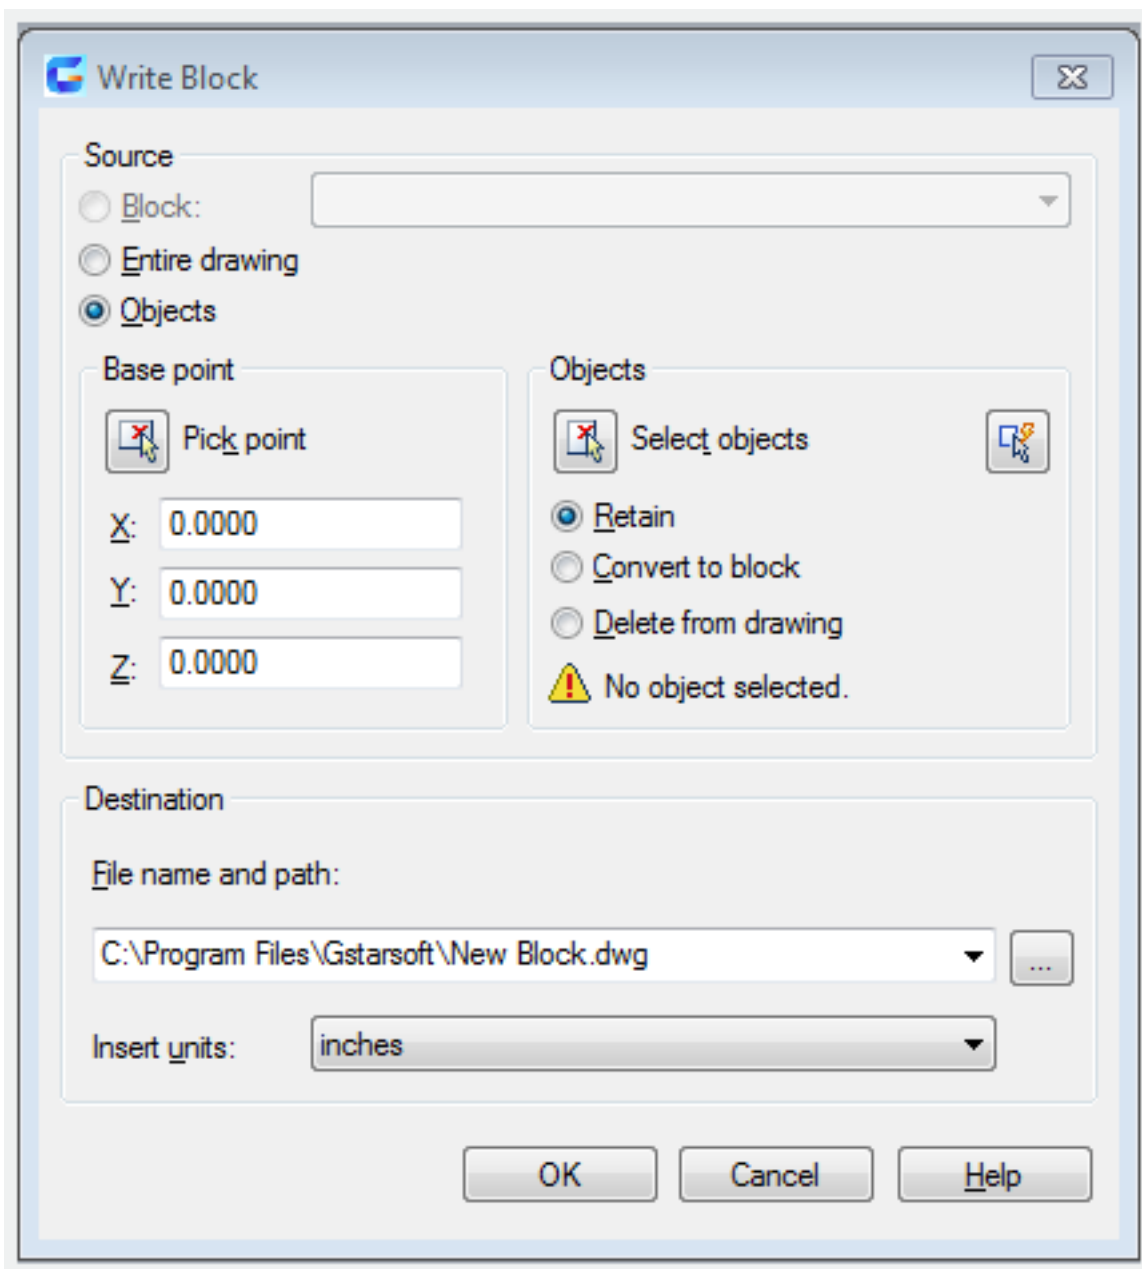 Write Block
Source
Block:
Entire drawing
Objects
Base point
Pick point
X: 0.0000
Y: 0.0000
Z: 0.0000
Objects
Select objects
Retain
Convert to block
Delete from drawing
No object selected.
Destination
File name and path:
C:\Program Files\Gstarsoft\New Block.dwg
...
Insert units: inches
OK Cancel Help